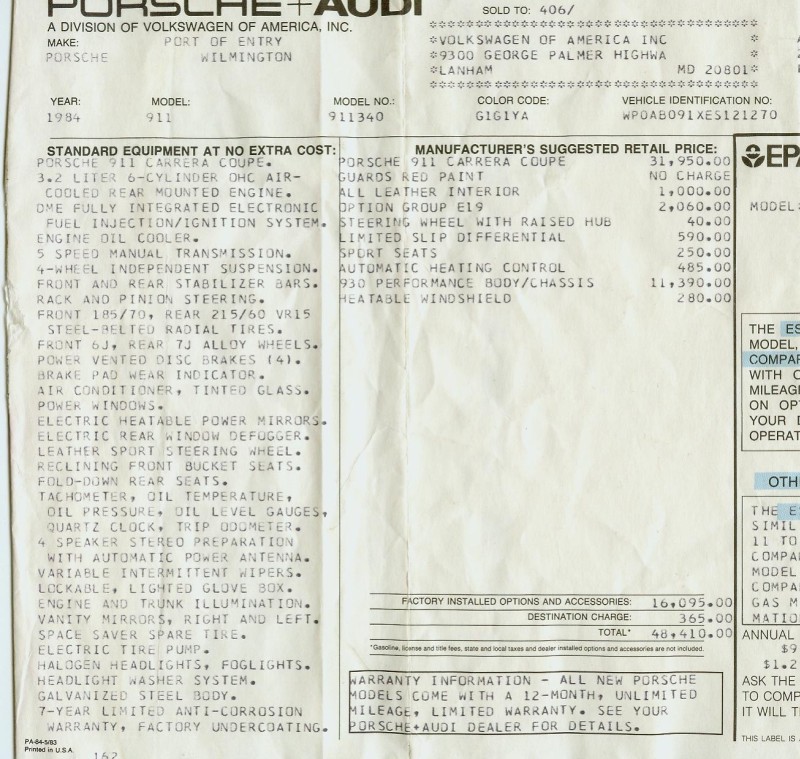 PORSCHE+AUDI
A DIVISION OF VOLKSWAGEN OF AMERICA, INC.
SOLD TO: 406/
MAKE: PORT OF ENTRY
PORSCHE WILMINGTON
*VOLKSWAGEN OF AMERICA INC *
*9300 GEORGE PALMER HIGHWA *
*LANHAM MD 20801*
YEAR: MODEL: MODEL NO.: COLOR CODE: VEHICLE IDENTIFICATION NO:
1984 911 911340 G1G1YA WP0AB091XES121270
STANDARD EQUIPMENT AT NO EXTRA COST:
PORSCHE 911 CARRERA COUPE.
3.2 LITER 6-CYLINDER OHC AIR-
COOLED REAR MOUNTED ENGINE.
DME FULLY INTEGRATED ELECTRONIC
FUEL INJECTION/IGNITION SYSTEM.
ENGINE OIL COOLER.
5 SPEED MANUAL TRANSMISSION.
4-WHEEL INDEPENDENT SUSPENSION.
FRONT AND REAR STABILIZER BARS.
RACK AND PINION STEERING.
FRONT 185/70, REAR 215/60 VR15
STEEL-BELTED RADIAL TIRES.
FRONT 6J, REAR 7J ALLOY WHEELS.
POWER VENTED DISC BRAKES (4).
BRAKE PAD WEAR INDICATOR.
AIR CONDITIONER, TINTED GLASS.
POWER WINDOWS.
ELECTRIC HEATABLE POWER MIRRORS.
ELECTRIC REAR WINDOW DEFOGGER.
LEATHER SPORT STEERING WHEEL.
RECLINING FRONT BUCKET SEATS.
FOLD-DOWN REAR SEATS.
TACHOMETER, OIL TEMPERATURE,
OIL PRESSURE, OIL LEVEL GAUGES,
QUARTZ CLOCK, TRIP ODOMETER.
4 SPEAKER STEREO PREPARATION
WITH AUTOMATIC POWER ANTENNA.
VARIABLE INTERMITTENT WIPERS.
LOCKABLE, LIGHTED GLOVE BOX.
ENGINE AND TRUNK ILLUMINATION.
VANITY MIRRORS, RIGHT AND LEFT.
SPACE SAVER SPARE TIRE.
ELECTRIC TIRE PUMP.
HALOGEN HEADLIGHTS, FOGLIGHTS.
HEADLIGHT WASHER SYSTEM.
GALVANIZED STEEL BODY.
7-YEAR LIMITED ANTI-CORROSION
WARRANTY, FACTORY UNDERCOATING.
PA-84-5/83
Printed in U.S.A.
162
MANUFACTURER'S SUGGESTED RETAIL PRICE:
PORSCHE 911 CARRERA COUPE 31,950.00
GUARDS RED PAINT NO CHARGE
ALL LEATHER INTERIOR 1,000.00
OPTION GROUP E19 2,060.00
STEERING WHEEL WITH RAISED HUB 40.00
LIMITED SLIP DIFFERENTIAL 590.00
SPORT SEATS 250.00
AUTOMATIC HEATING CONTROL 485.00
930 PERFORMANCE BODY/CHASSIS 11,390.00
HEATABLE WINDSHIELD 280.00
FACTORY INSTALLED OPTIONS AND ACCESSORIES: 16,095.00
DESTINATION CHARGE: 365.00
TOTAL* 48,410.00
*Gasoline, license and title fees, state and local taxes and dealer installed options and accessories are not included.
WARRANTY INFORMATION - ALL NEW PORSCHE
MODELS COME WITH A 12-MONTH, UNLIMITED
MILEAGE, LIMITED WARRANTY. SEE YOUR
PORSCHE+AUDI DEALER FOR DETAILS.
EPA
MODEL:
THE ES
MODEL,
COMPAR
WITH O
MILEAG
ON OPT
YOUR D
OPERAT
OTH
THE E
SIMIL
11 TO
COMPA
MODEL
COMPA
GAS M
MATIO
ANNUAL
$9
$1.2
ASK THE
TO COMP
IT WILL T
THIS LABEL IS